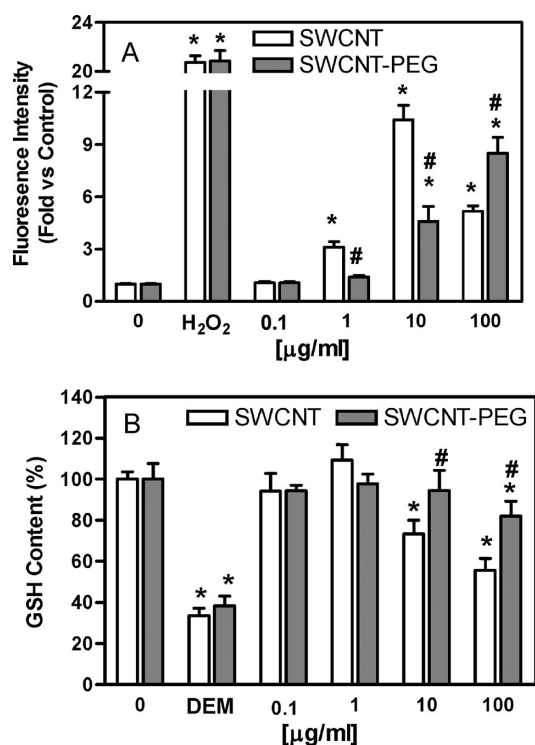 A
SWCNT
SWCNT-PEG
Fluoresence Intensity
(Fold vs Control)
24
20
12
9
6
3
0
* *
*
#
*
#
*
*
#
*
0 H₂O₂ 0.1 1 10 100
[μg/ml]
B
SWCNT SWCNT-PEG
GSH Content (%)
140
120
100
80
60
40
20
0
* *
*
#
*
#
*
0 DEM 0.1 1 10 100
[μg/ml]